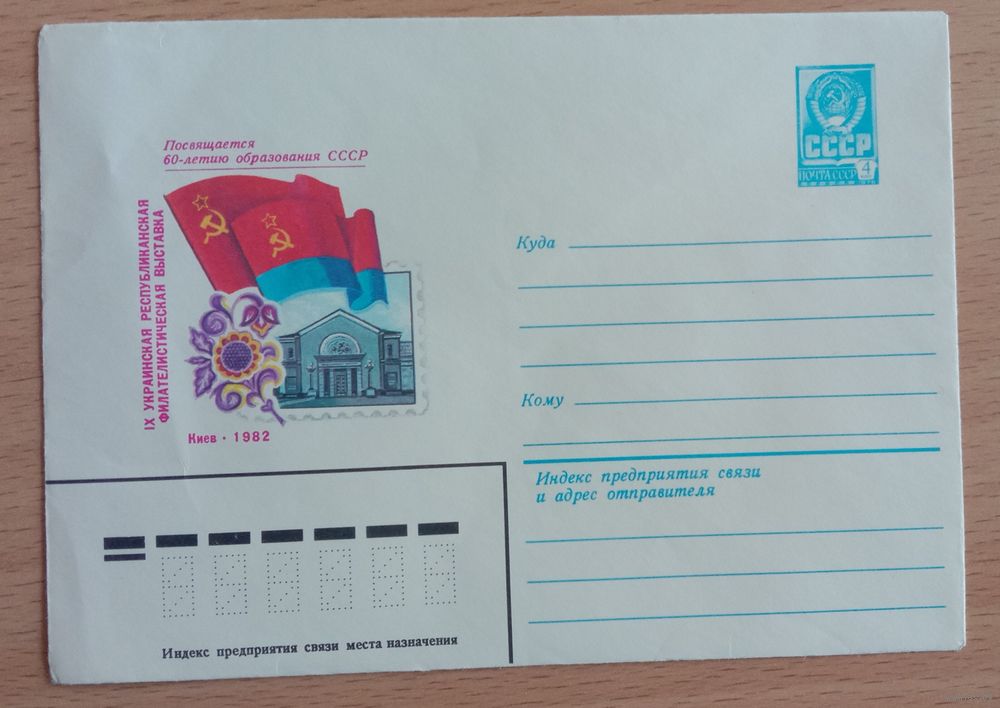 Посвящается
60-летию образования СССР
IX УКРАИНСКАЯ РЕСПУБЛИКАНСКАЯ
ФИЛАТЕЛИСТИЧЕСКАЯ ВЫСТАВКА
Киев · 1982
СССР
ПОЧТА СССР
4
Куда
Кому
Индекс предприятия связи
и адрес отправителя
Индекс предприятия связи места назначения